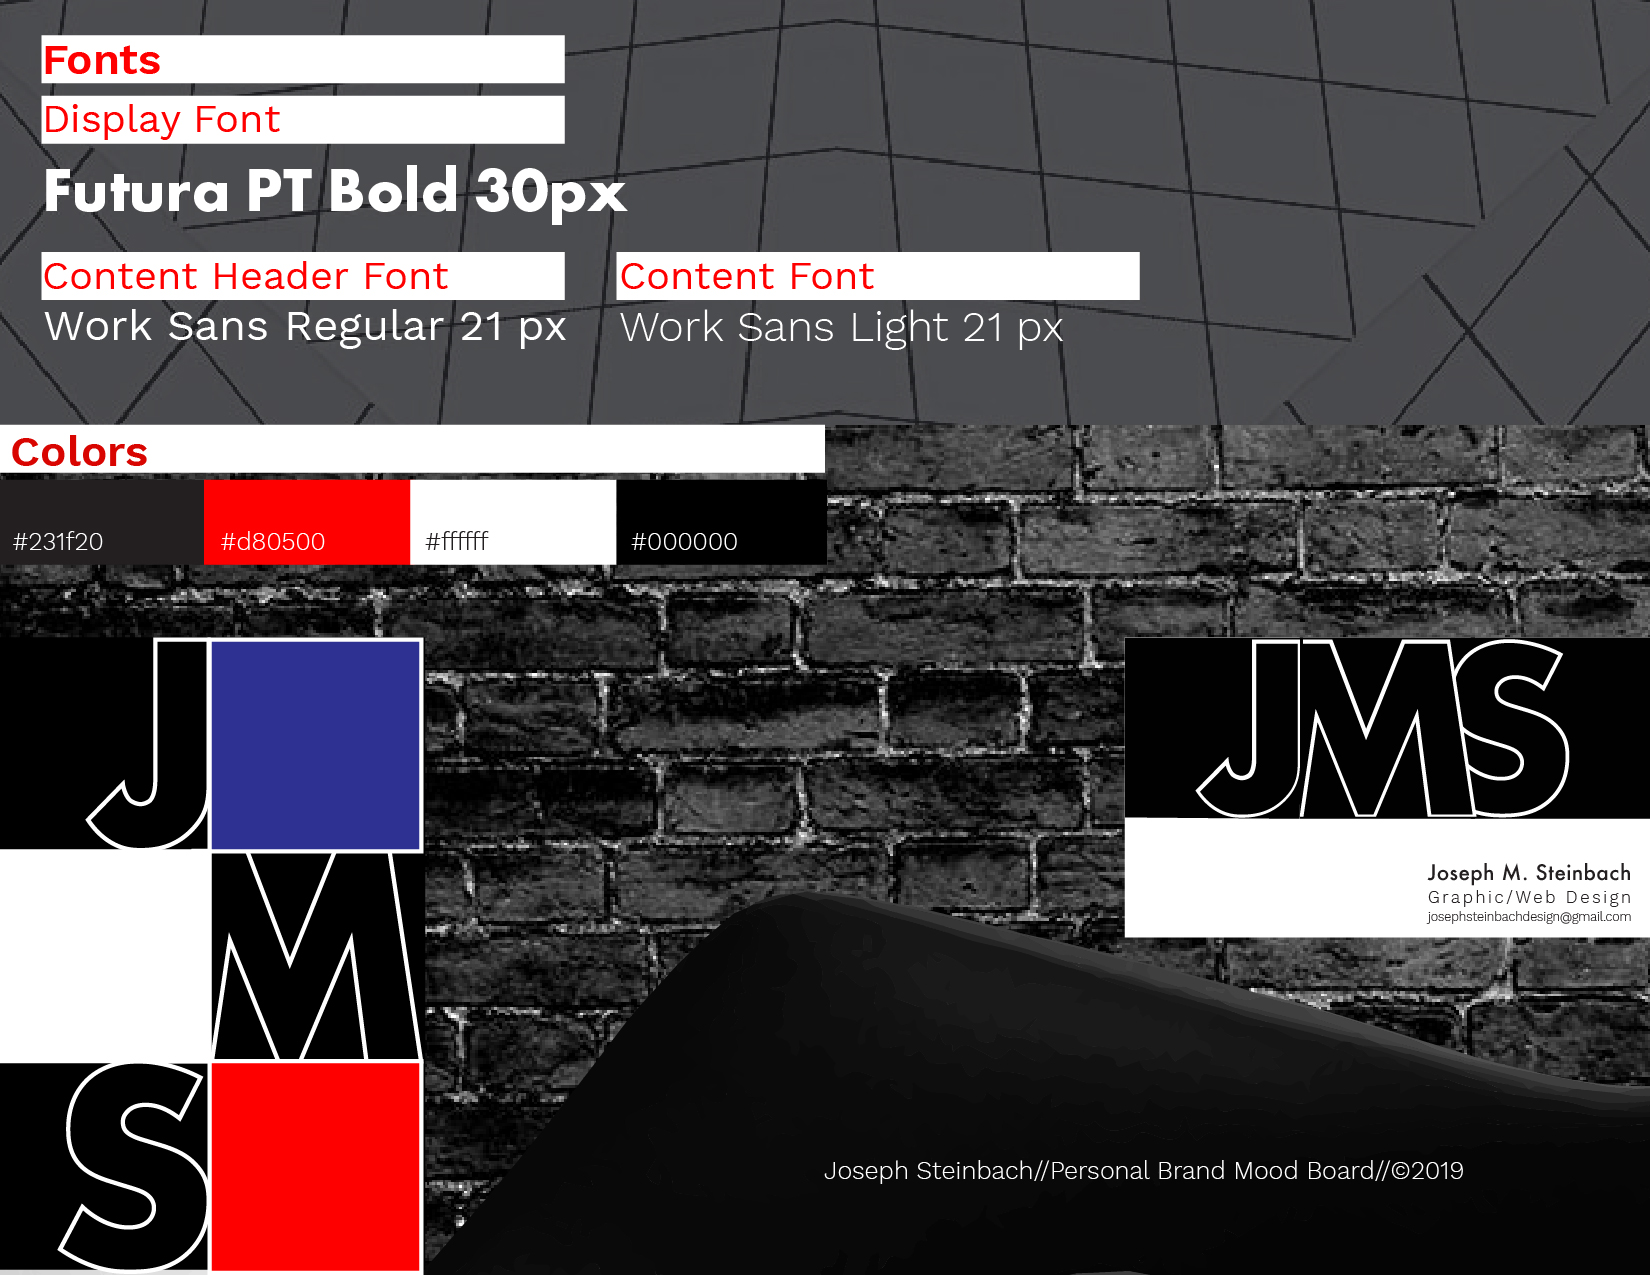 Fonts
Display Font
Futura PT Bold 30px
Content Header Font
Work Sans Regular 21 px
Content Font
Work Sans Light 21 px
Colors
#231f20
#d80500
#ffffff
#000000
J
M
S
JMS
Joseph M. Steinbach
Graphic/Web Design
josephsteinbachdesign@gmail.com
Joseph Steinbach//Personal Brand Mood Board//©2019